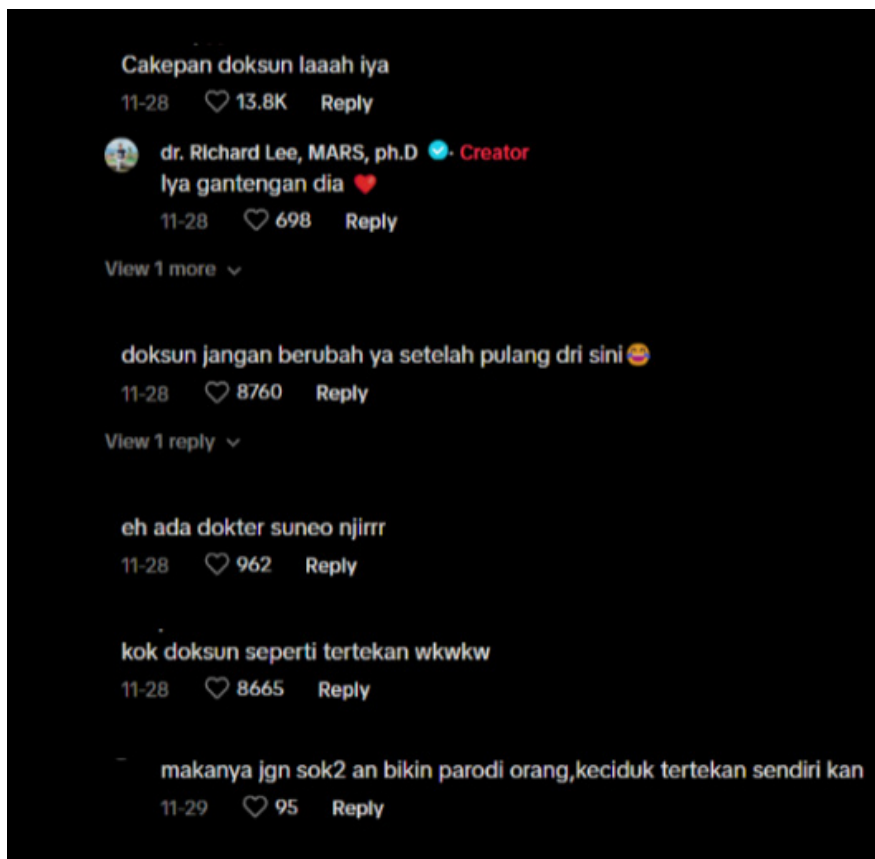 Cakepan doksun laaah iya
11-28 13.8K Reply
dr. Richard Lee, MARS, ph.D · Creator
Iya gantengan dia ❤️
11-28 698 Reply
View 1 more
doksun jangan berubah ya setelah pulang dri sini😂
11-28 8760 Reply
View 1 reply
eh ada dokter suneo njirrr
11-28 962 Reply
kok doksun seperti tertekan wkwkw
11-28 8665 Reply
makanya jgn sok2 an bikin parodi orang,keciduk tertekan sendiri kan
11-29 95 Reply